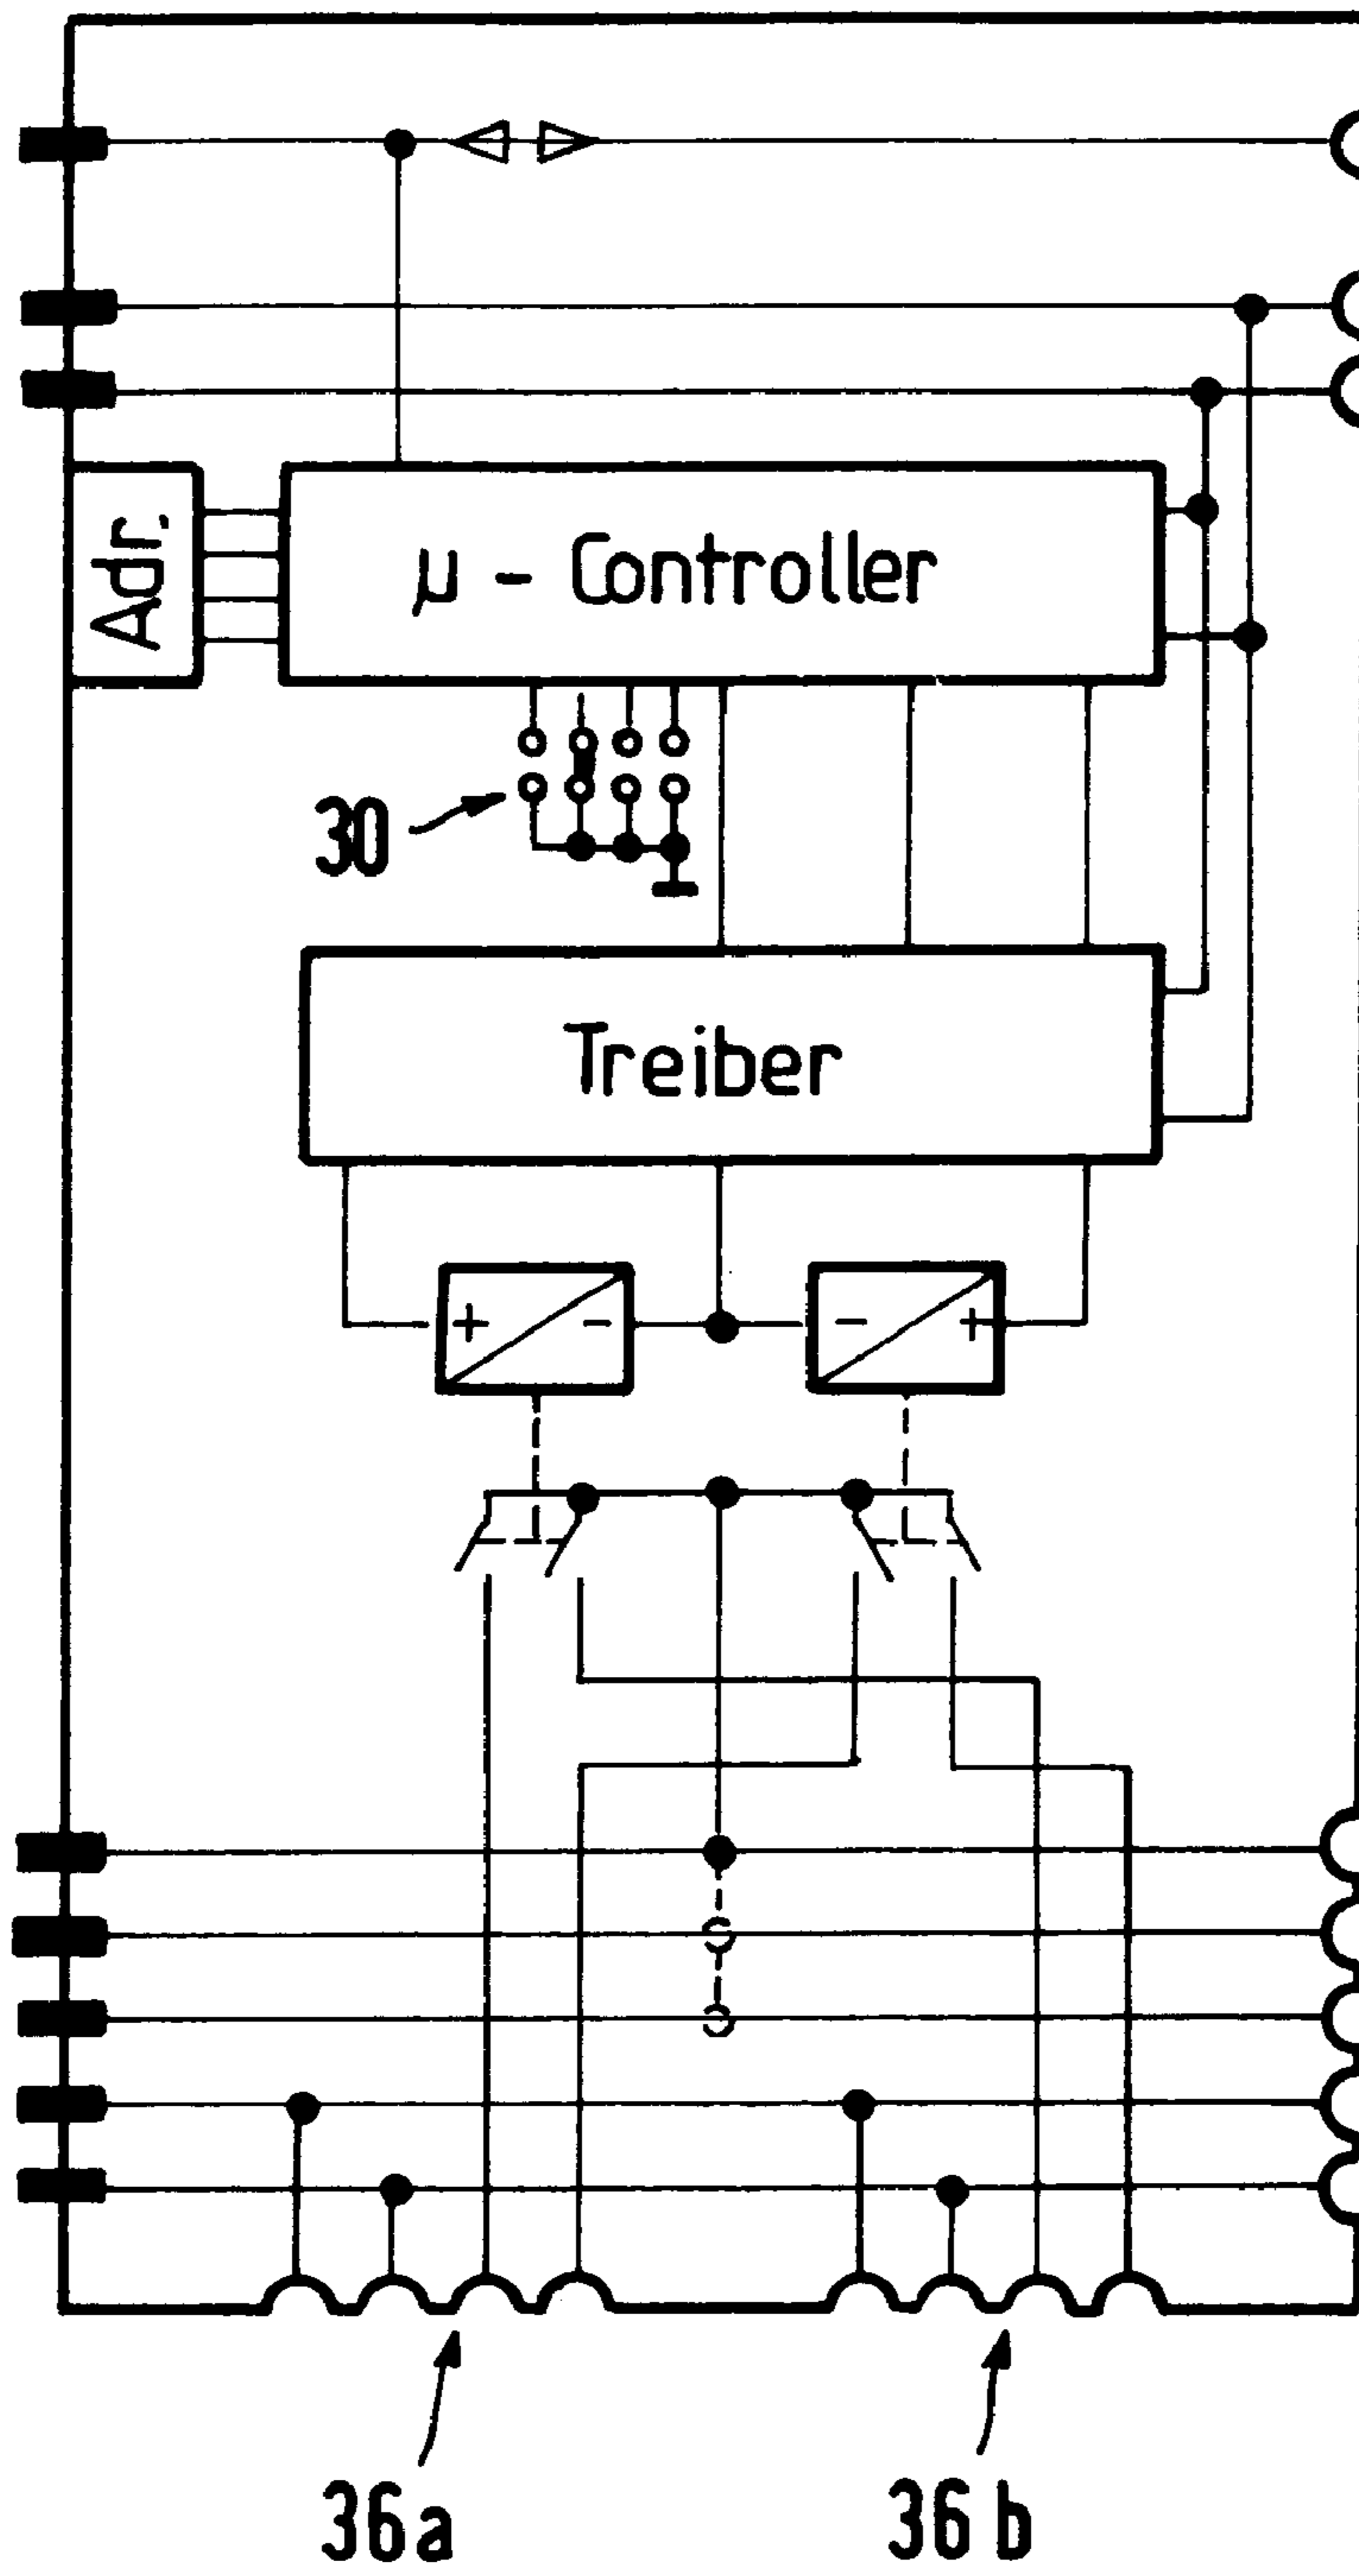 Adr.
µ - Controller
30
Treiber
+ -
- +
36a
36b